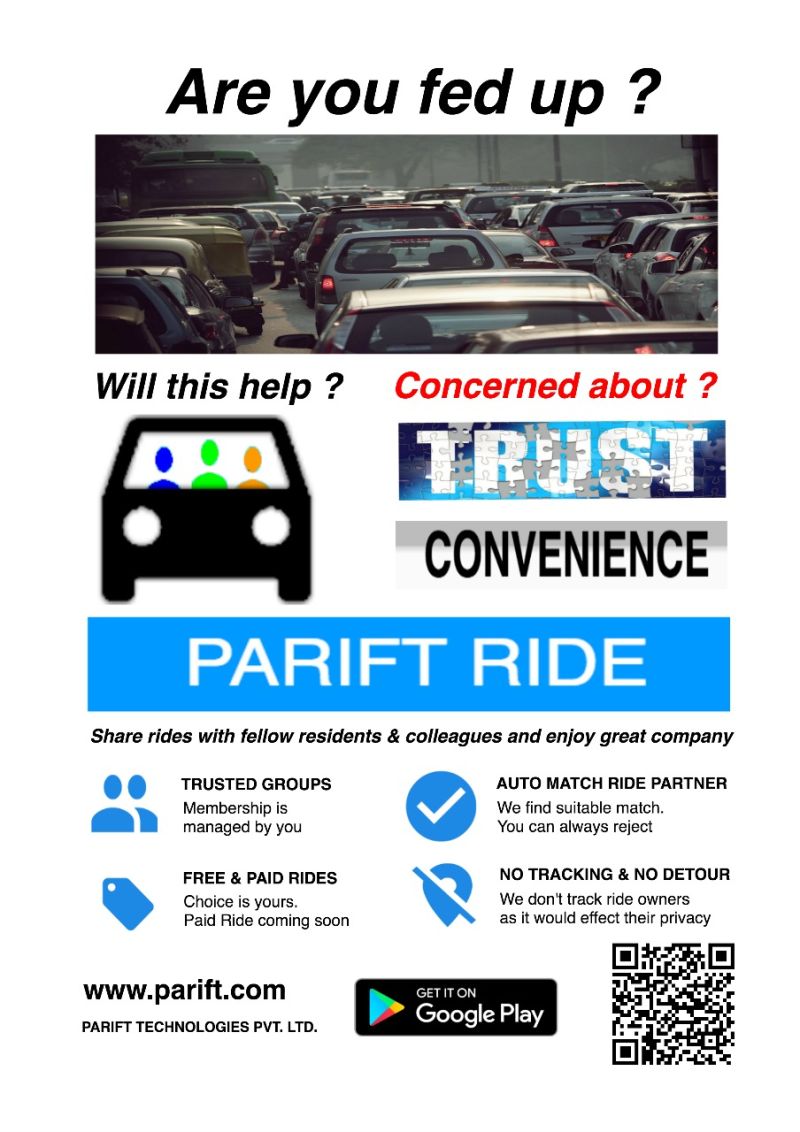 Are you fed up ?
Will this help ?
Concerned about ?
TRUST
CONVENIENCE
PARIFT RIDE
Share rides with fellow residents & colleagues and enjoy great company
TRUSTED GROUPS
Membership is
managed by you
AUTO MATCH RIDE PARTNER
We find suitable match.
You can always reject
FREE & PAID RIDES
Choice is yours.
Paid Ride coming soon
NO TRACKING & NO DETOUR
We don't track ride owners
as it would effect their privacy
www.parift.com
PARIFT TECHNOLOGIES PVT. LTD.
GET IT ON
Google Play